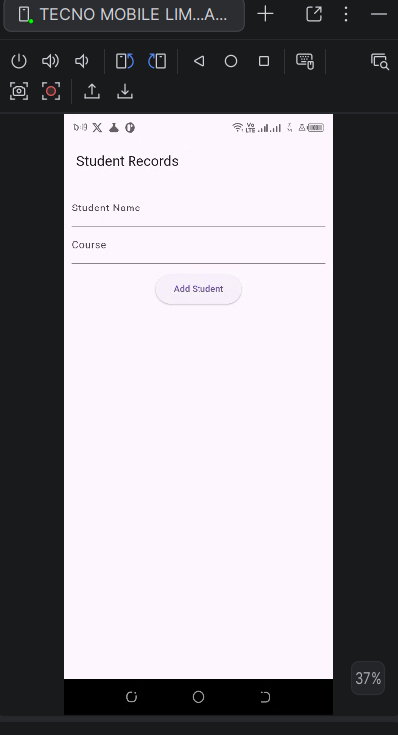 TECNO MOBILE LIM...A...
Student Records
Student Name
Course
Add Student
37%